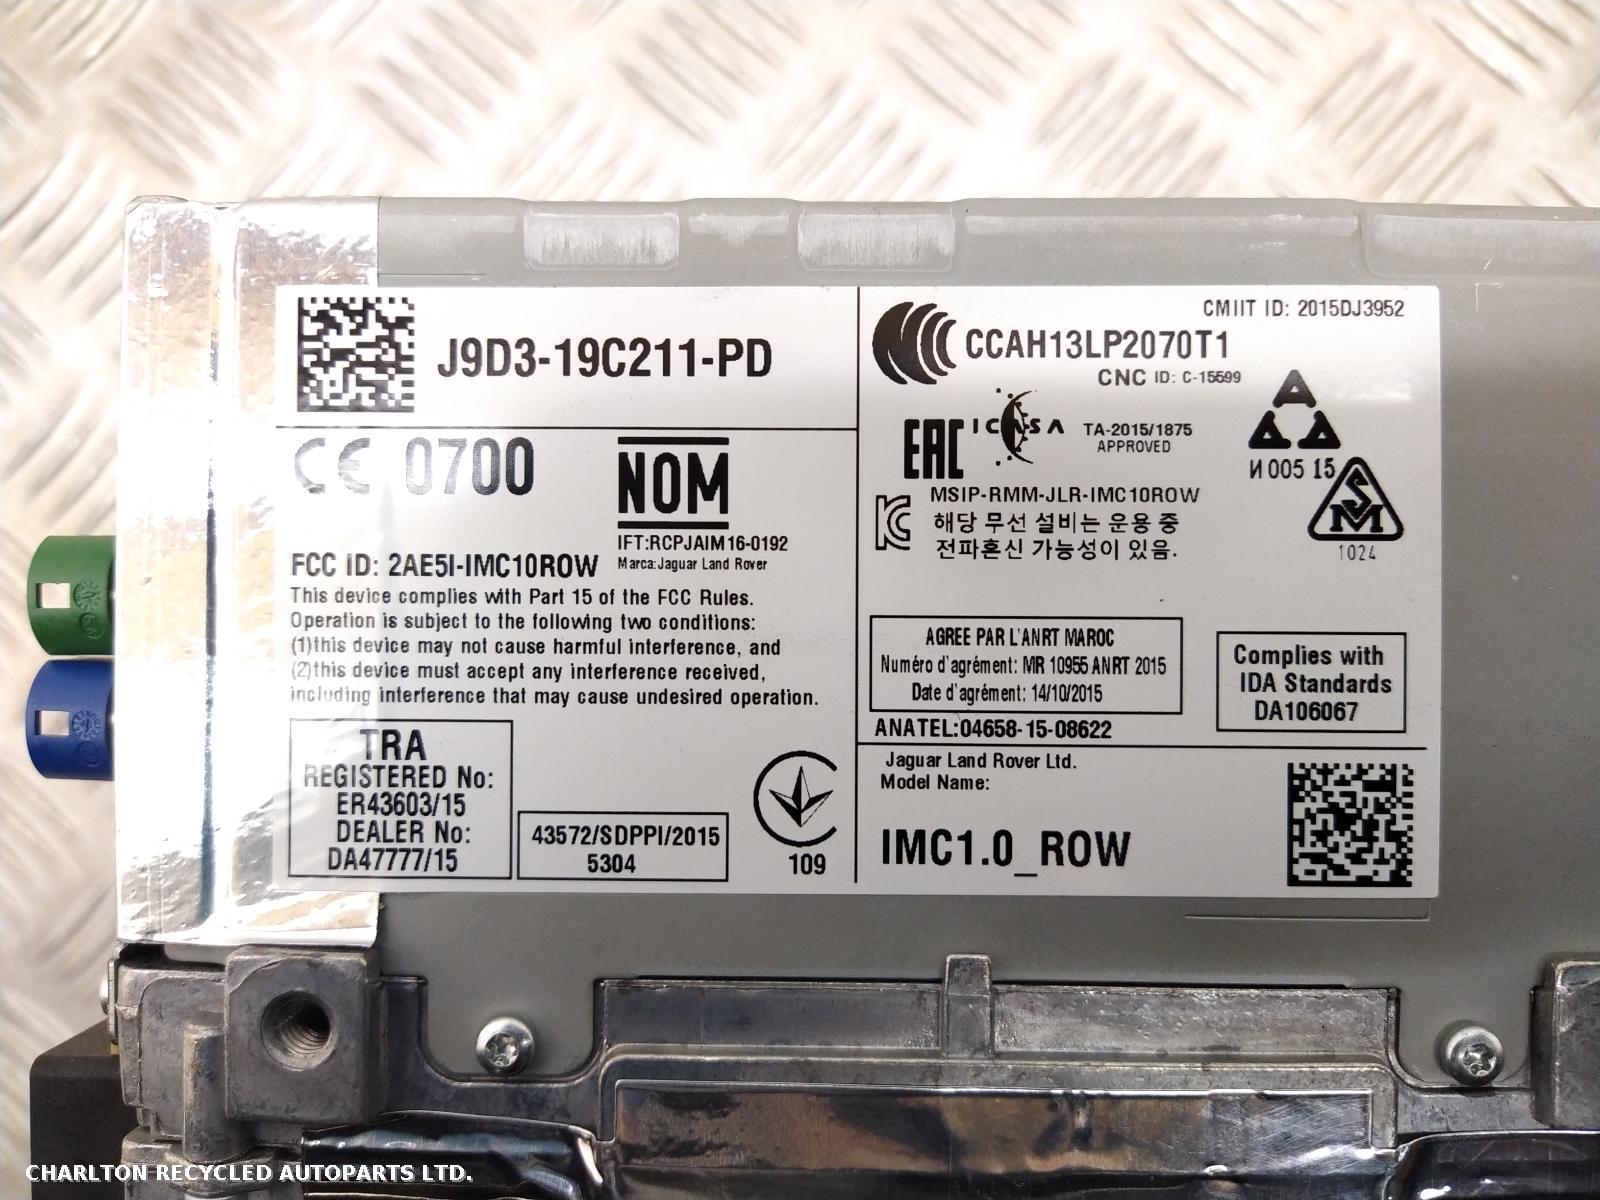 J9D3-19C211-PD
CE 0700
NOM
IFT:RCPJAIM16-0192
Marca:Jaguar Land Rover
FCC ID: 2AE5I-IMC10ROW
This device complies with Part 15 of the FCC Rules.
Operation is subject to the following two conditions:
(1)this device may not cause harmful interference, and
(2)this device must accept any interference received,
including interference that may cause undesired operation.
TRA
REGISTERED No:
ER43603/15
DEALER No:
DA47777/15
43572/SDPPI/2015
5304
109
CMIIT ID: 2015DJ3952
CCAH13LP2070T1
CNC ID: C-15599
EAC
ICASA
TA-2015/1875
APPROVED
И 005 15
MSIP-RMM-JLR-IMC10ROW
해당 무선 설비는 운용 중
전파혼신 가능성이 있음.
SM
1024
AGREE PAR L'ANRT MAROC
Numéro d'agrément: MR 10955 ANRT 2015
Date d'agrément: 14/10/2015
Complies with
IDA Standards
DA106067
ANATEL:04658-15-08622
Jaguar Land Rover Ltd.
Model Name:
IMC1.0_ROW
CHARLTON RECYCLED AUTOPARTS LTD.